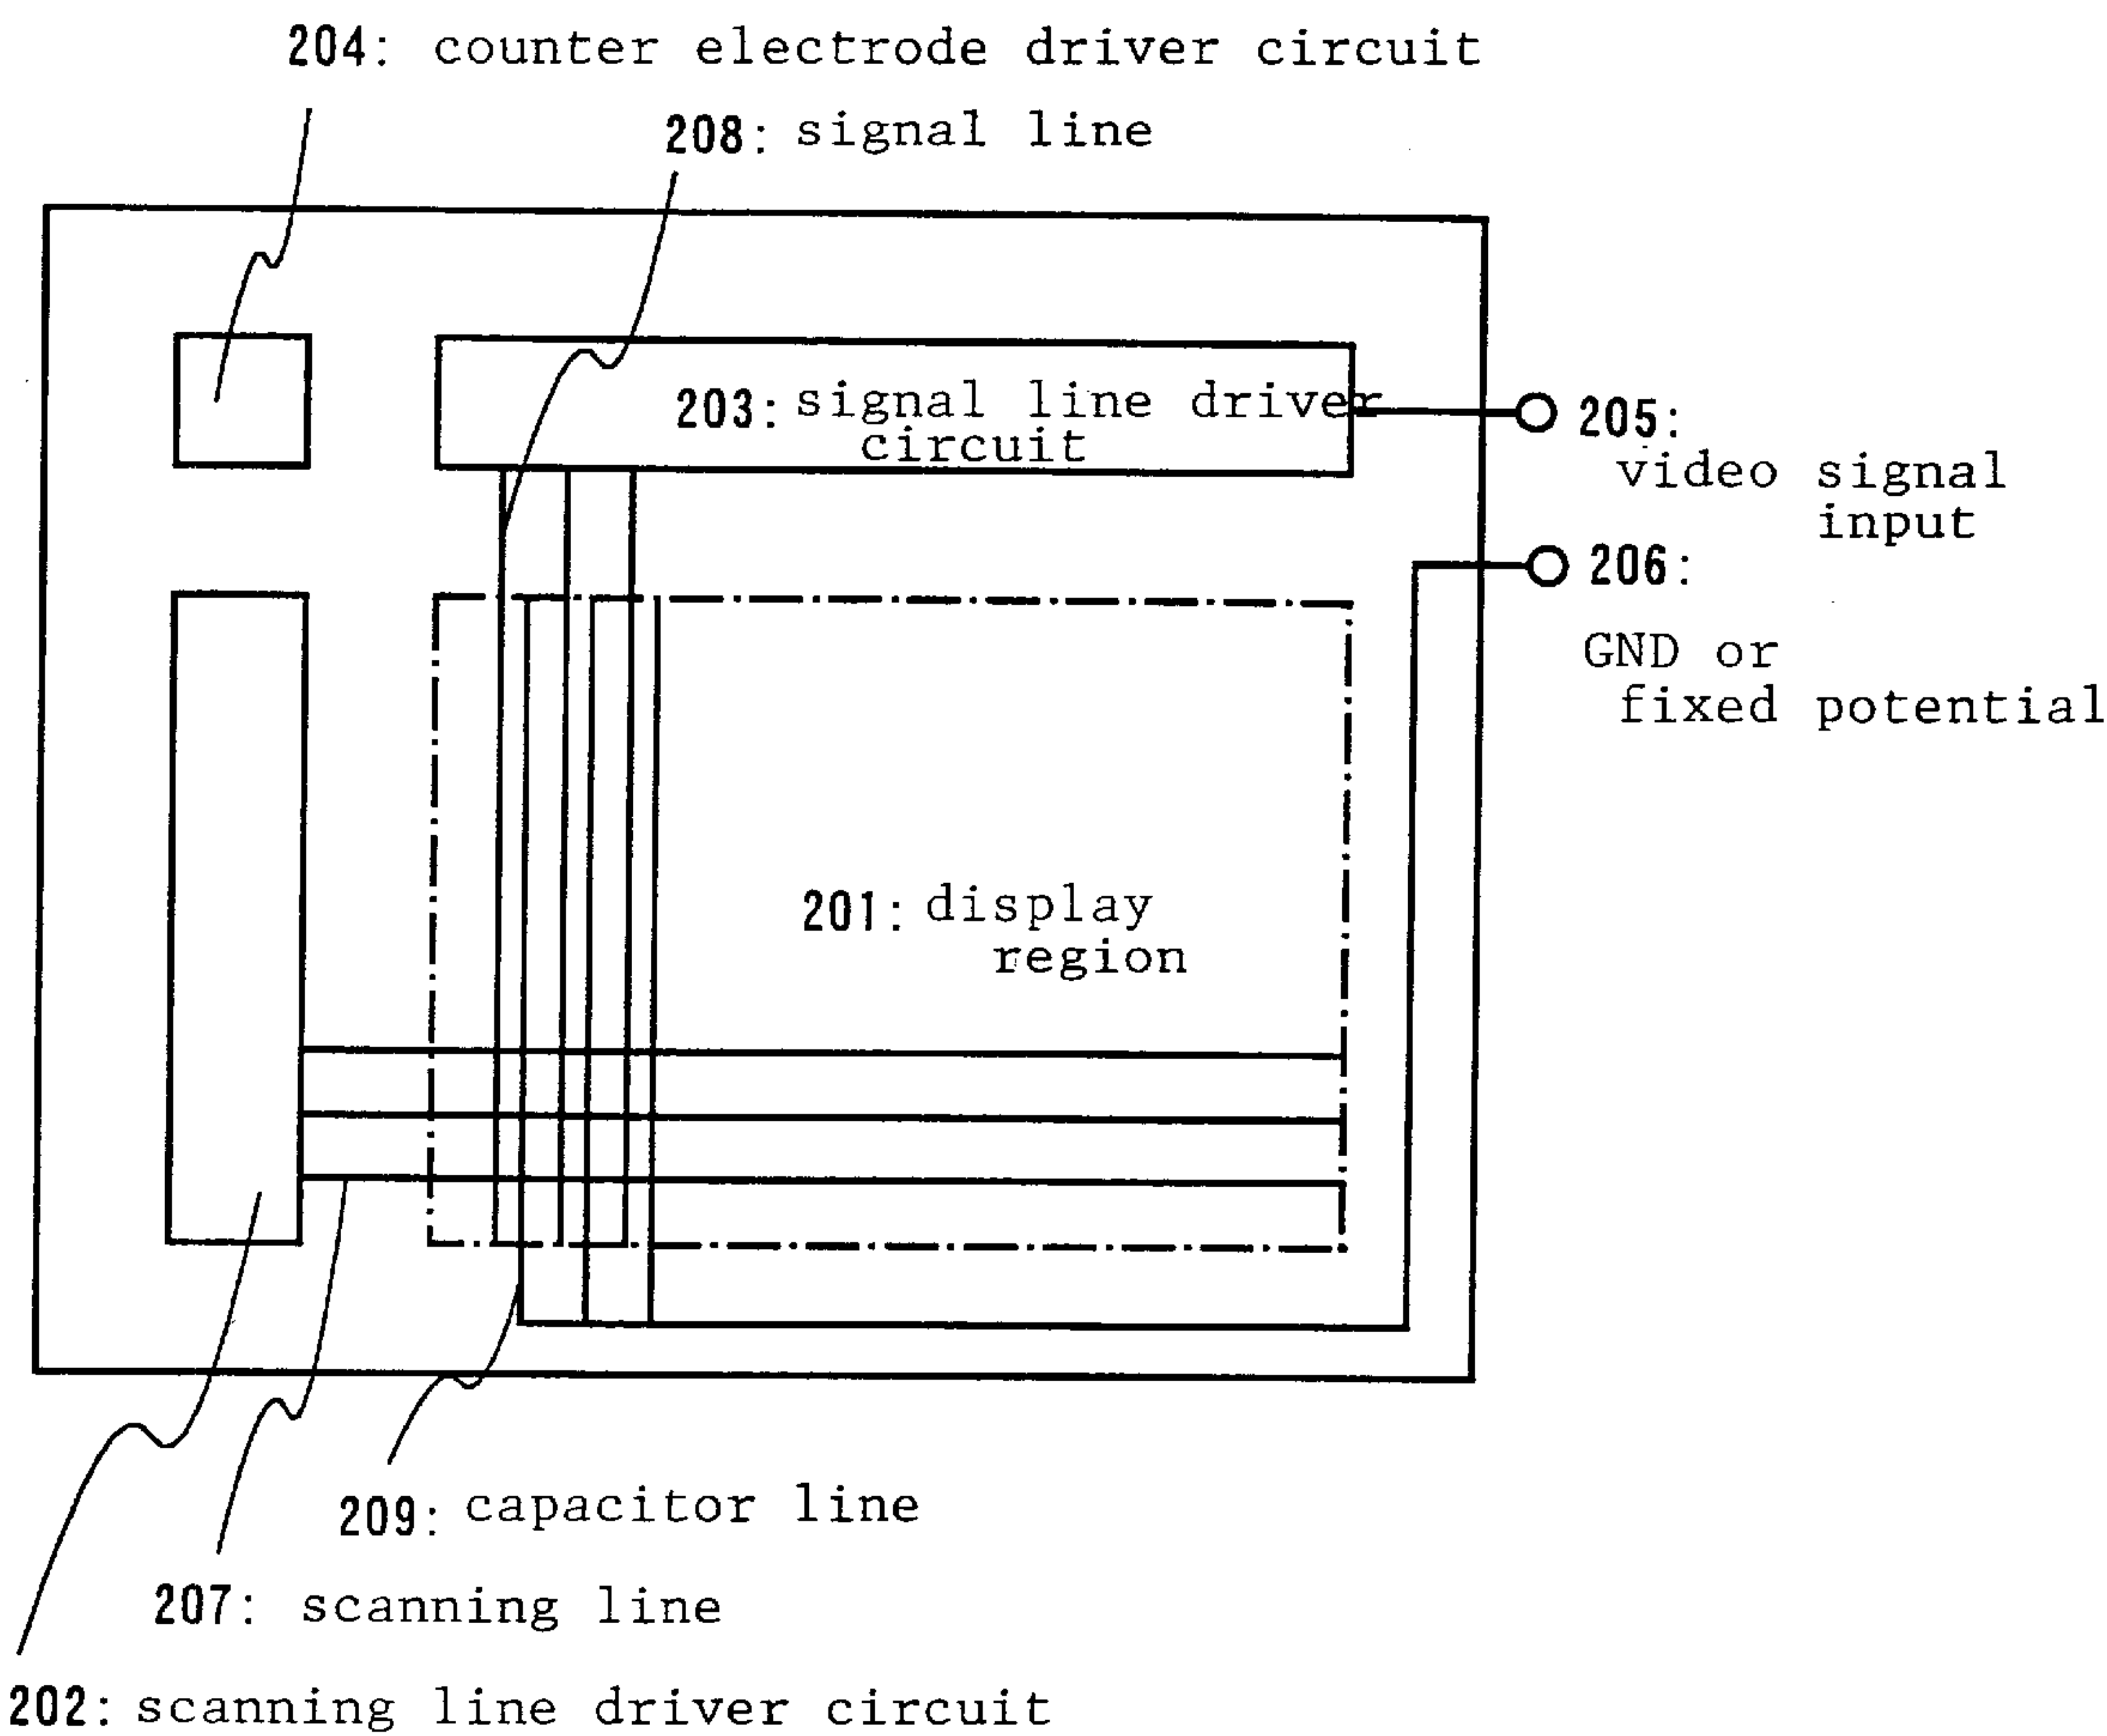 204: counter electrode driver circuit
208: signal line
203: signal line driver
circuit
205:
video signal
input
206:
GND or
fixed potential
201: display
region
209: capacitor line
207: scanning line
202: scanning line driver circuit